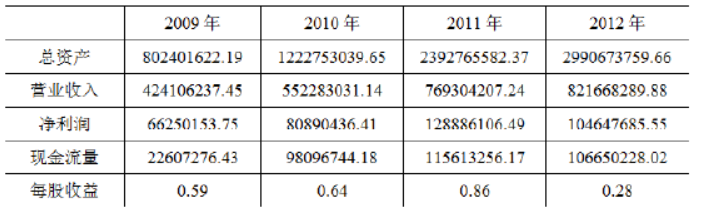 2009 年 2010 年 2011 年 2012 年
总资产 802401622.19 1222753039.65 2392765582.37 2990673759.66
营业收入 424106237.45 552283031.14 769304207.24 821668289.88
净利润 66250153.75 80890436.41 128886106.49 104647685.55
现金流量 22607276.43 98096744.18 115613256.17 106650228.02
每股收益 0.59 0.64 0.86 0.28